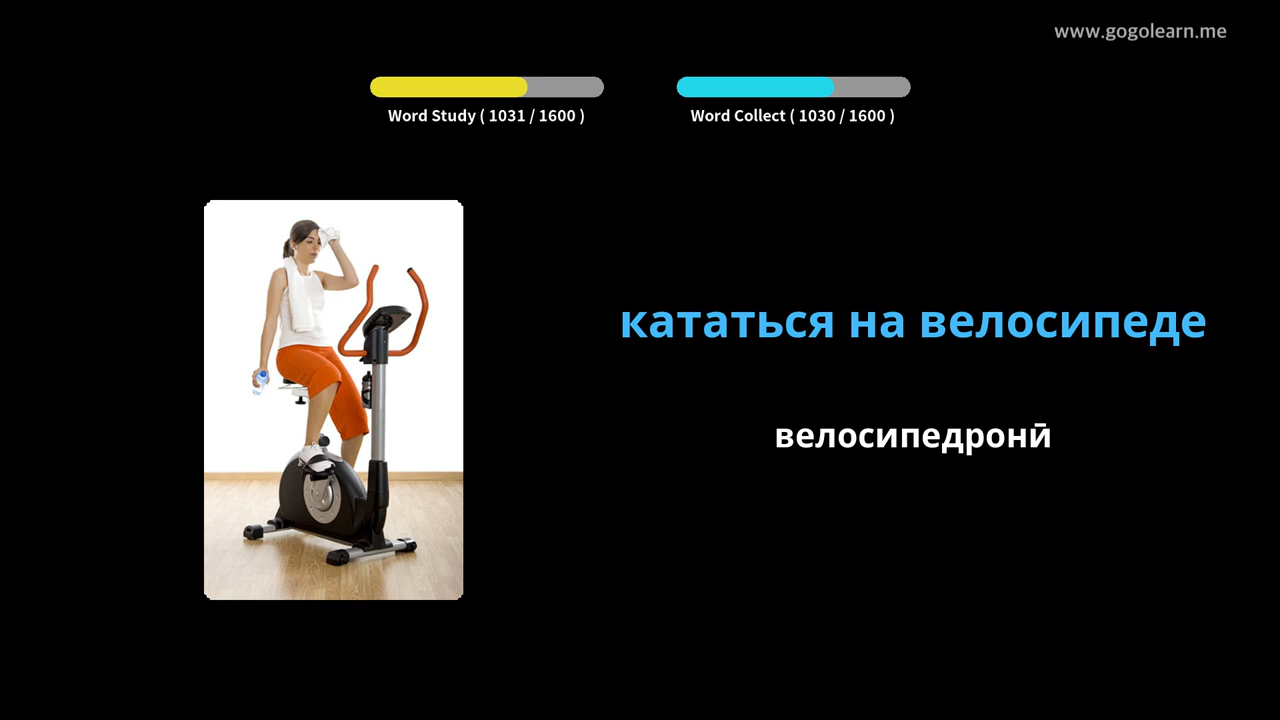 www.gogolearn.me
Word Study ( 1031 / 1600 )
Word Collect ( 1030 / 1600 )
кататься на велосипеде
велосипедронӣ